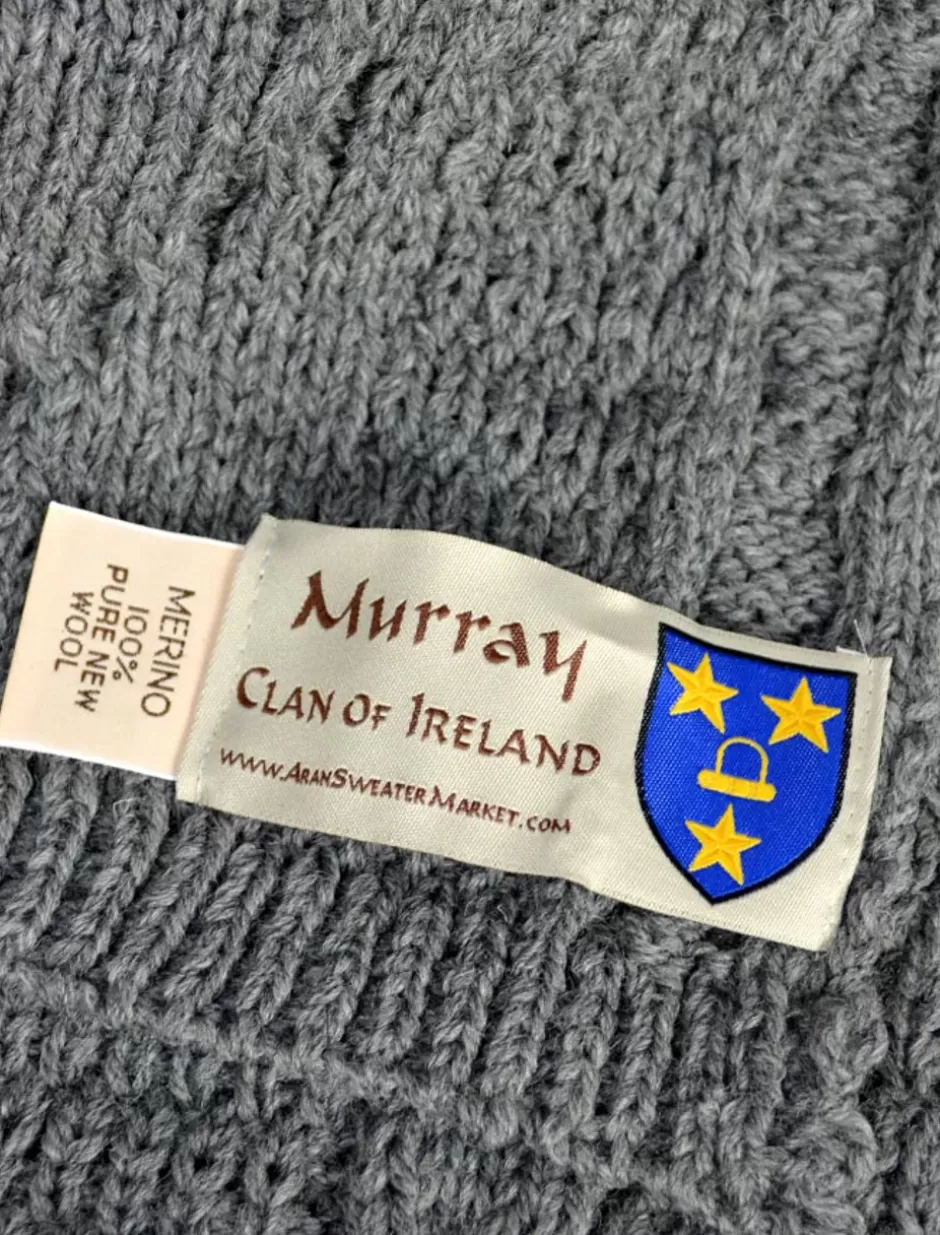 Murray
CLAN OF IRELAND
WWW.ARANSWEATERMARKET.COM
MERINO
100%
PURE NEW
WOOL